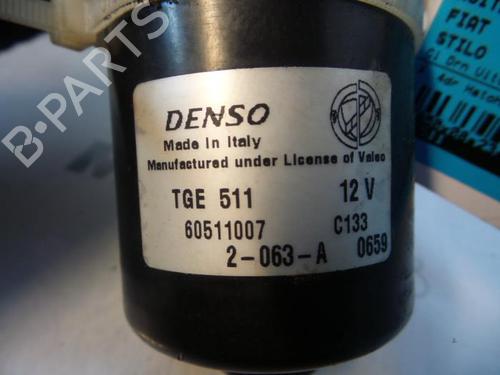 DENSO
Made in Italy
Manufactured under License of Valeo
TGE 511 12 V
60511007 C133
2-063-A 0659
FIAT
STILO
B-PARTS